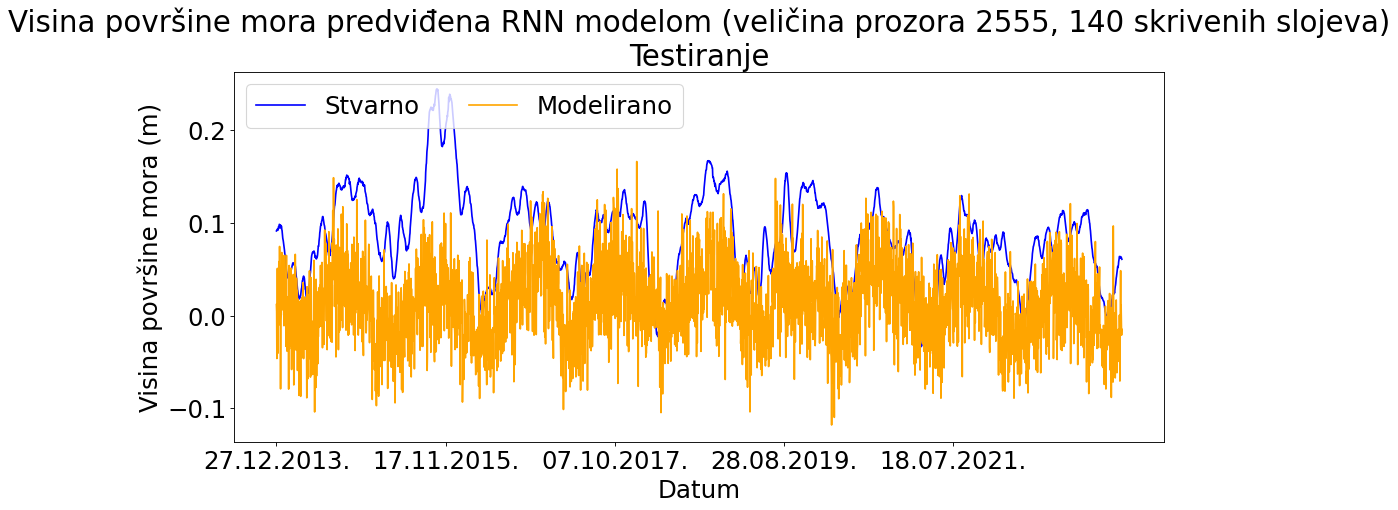 Visina površine mora predviđena RNN modelom (veličina prozora 2555, 140 skrivenih slojeva)
Testiranje
Stvarno Modelirano
Visina površine mora (m)
0.2
0.1
0.0
−0.1
27.12.2013. 17.11.2015. 07.10.2017. 28.08.2019. 18.07.2021.
Datum